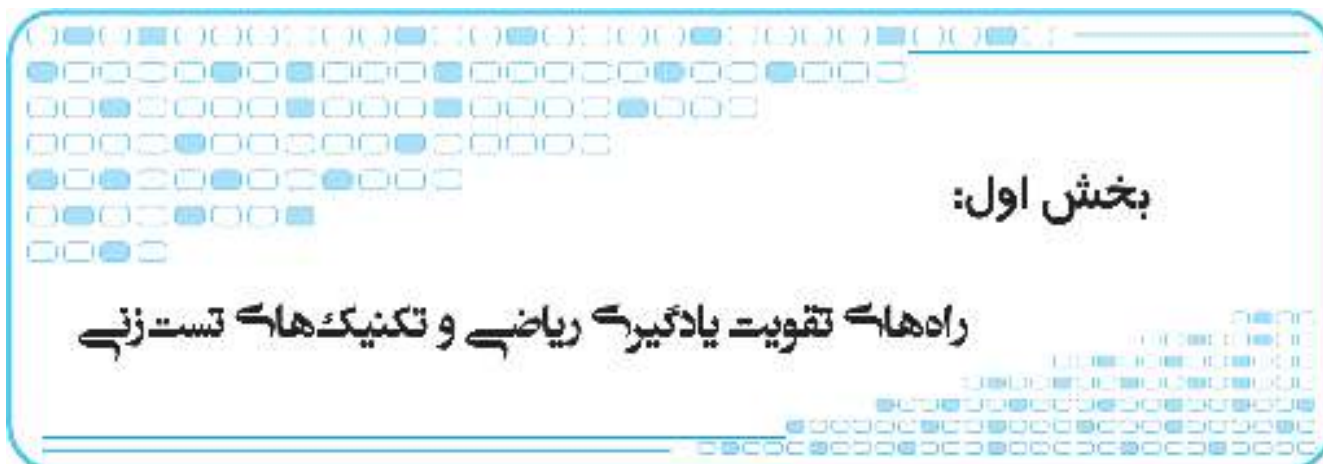 بخش اول:
راه‌های تقویت یادگیری ریاضی و تکنیک‌های تست‌زنی